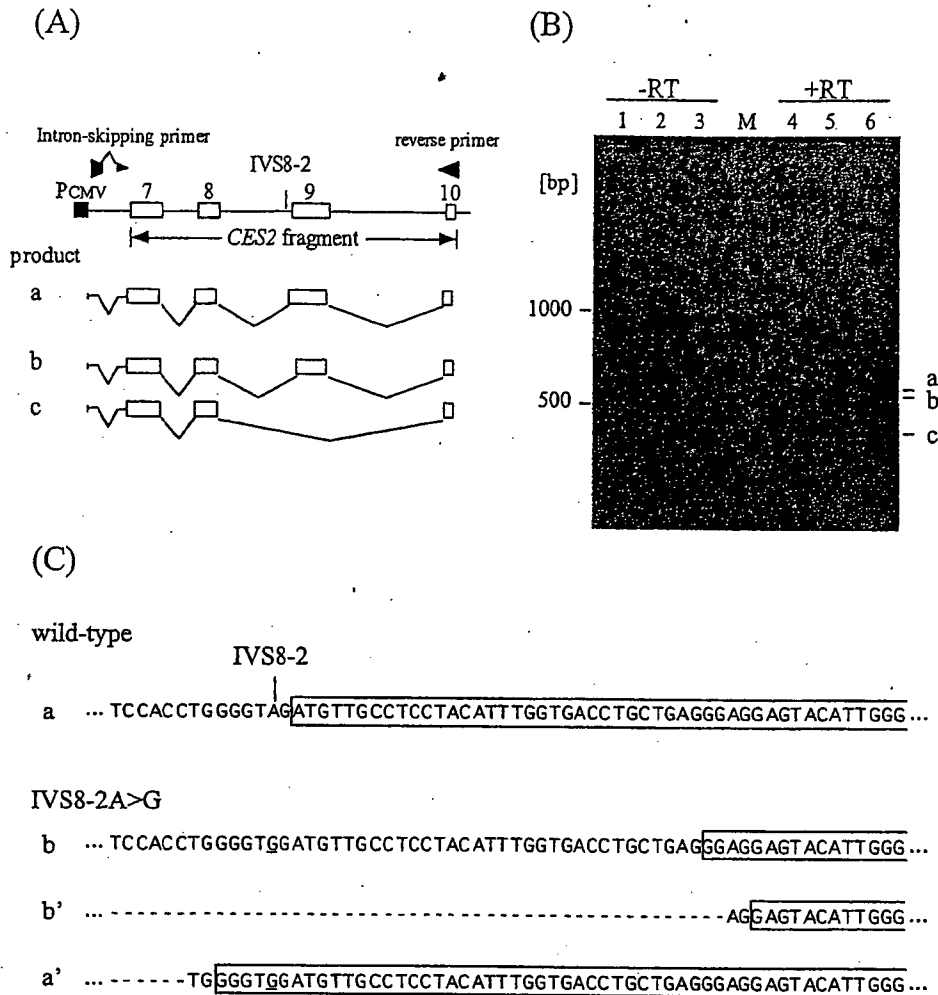 (A)
Intron-skipping primer
reverse primer
IVS8-2
PCMV
7 8 9 10
CES2 fragment
product
a
b
c
(B)
-RT +RT
1 2 3 M 4 5 6
[bp]
1000
500
a
b
c
(C)
wild-type
IVS8-2
a ... TCCACCTGGGGTAGATGTTGCCTCCTACATTTGGTGACCTGCTGAGGGAGGAGTACATTGGG...
IVS8-2A>G
b ... TCCACCTGGGGTGGATGTTGCCTCCTACATTTGGTGACCTGCTGAGGGAGGAGTACATTGGG...
b' ... - - - - - - - - - - - - - - - - - - - - - - - - - - - - - - - - - - - - - - - - - - - - - - AGGAGTACATTGGG...
a' ... - - - - - - TGGGGTGGATGTTGCCTCCTACATTTGGTGACCTGCTGAGGGAGGAGTACATTGGG...